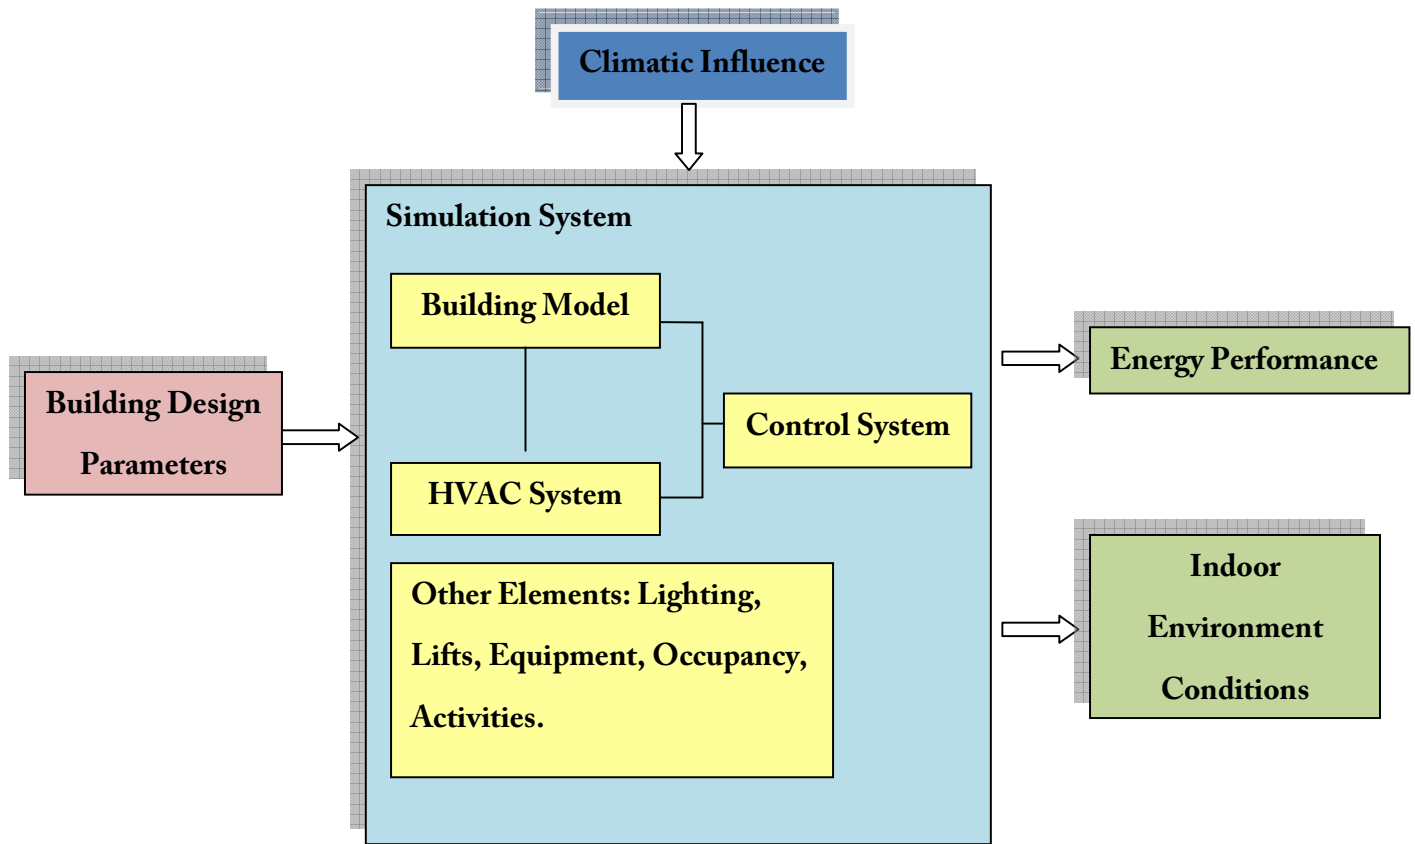 Climatic Influence
Simulation System
Building Model
Building Design
Parameters
HVAC System
Control System
Other Elements: Lighting,
Lifts, Equipment, Occupancy,
Activities.
Energy Performance
Indoor
Environment
Conditions